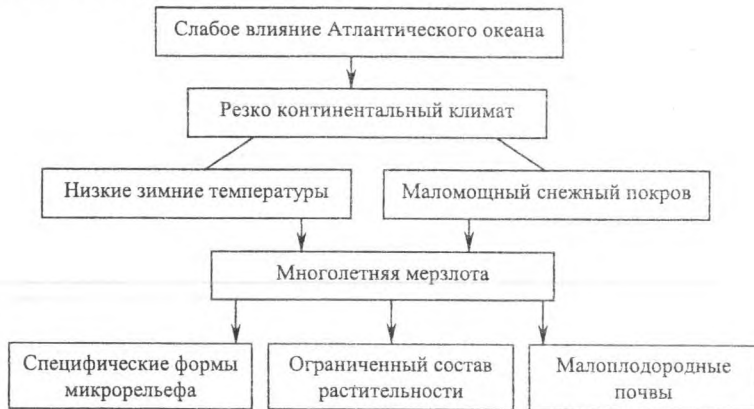 Слабое влияние Атлантического океана
Резко континентальный климат
Низкие зимние температуры
Маломощный снежный покров
Многолетняя мерзлота
Специфические формы
микрорельефа
Ограниченный состав
растительности
Малоплодородные
почвы